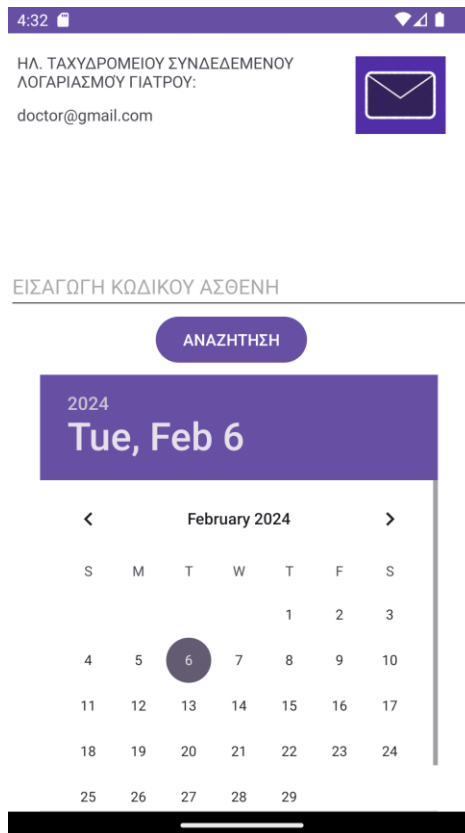 4:32
ΗΛ. ΤΑΧΥΔΡΟΜΕΙΟΥ ΣΥΝΔΕΔΕΜΕΝΟΥ
ΛΟΓΑΡΙΑΣΜΟΎ ΓΙΑΤΡΟΥ:
doctor@gmail.com
ΕΙΣΑΓΩΓΗ ΚΩΔΙΚΟΥ ΑΣΘΕΝΗ
ΑΝΑΖΗΤΗΣΗ
2024
Tue, Feb 6
February 2024
S M T W T F S
1 2 3
4 5 6 7 8 9 10
11 12 13 14 15 16 17
18 19 20 21 22 23 24
25 26 27 28 29